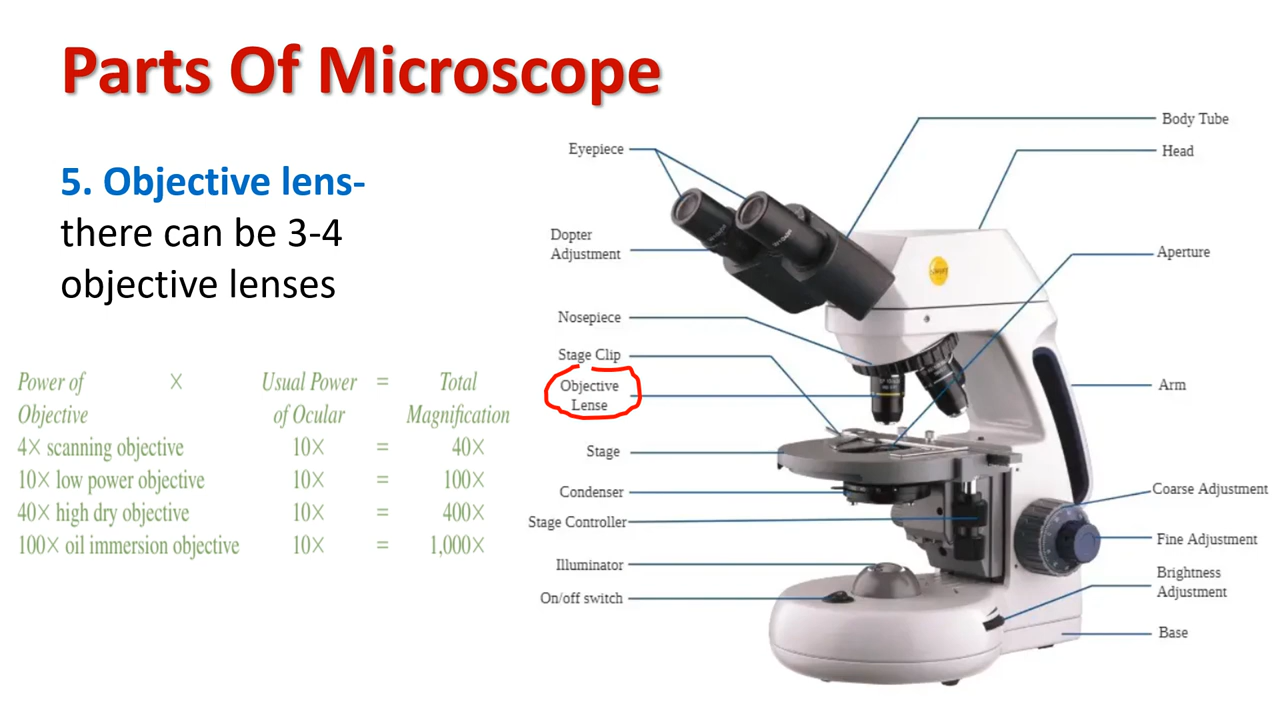 Parts Of Microscope
5. Objective lens-
there can be 3-4
objective lenses
Power of × Usual Power = Total
Objective of Ocular Magnification
4× scanning objective 10× = 40×
10× low power objective 10× = 100×
40× high dry objective 10× = 400×
100× oil immersion objective 10× = 1,000×
Eyepiece
Dopter
Adjustment
Nosepiece
Stage Clip
Objective
Lense
Stage
Condenser
Stage Controller
Illuminator
On/off switch
Body Tube
Head
Aperture
Arm
Coarse Adjustment
Fine Adjustment
Brightness
Adjustment
Base